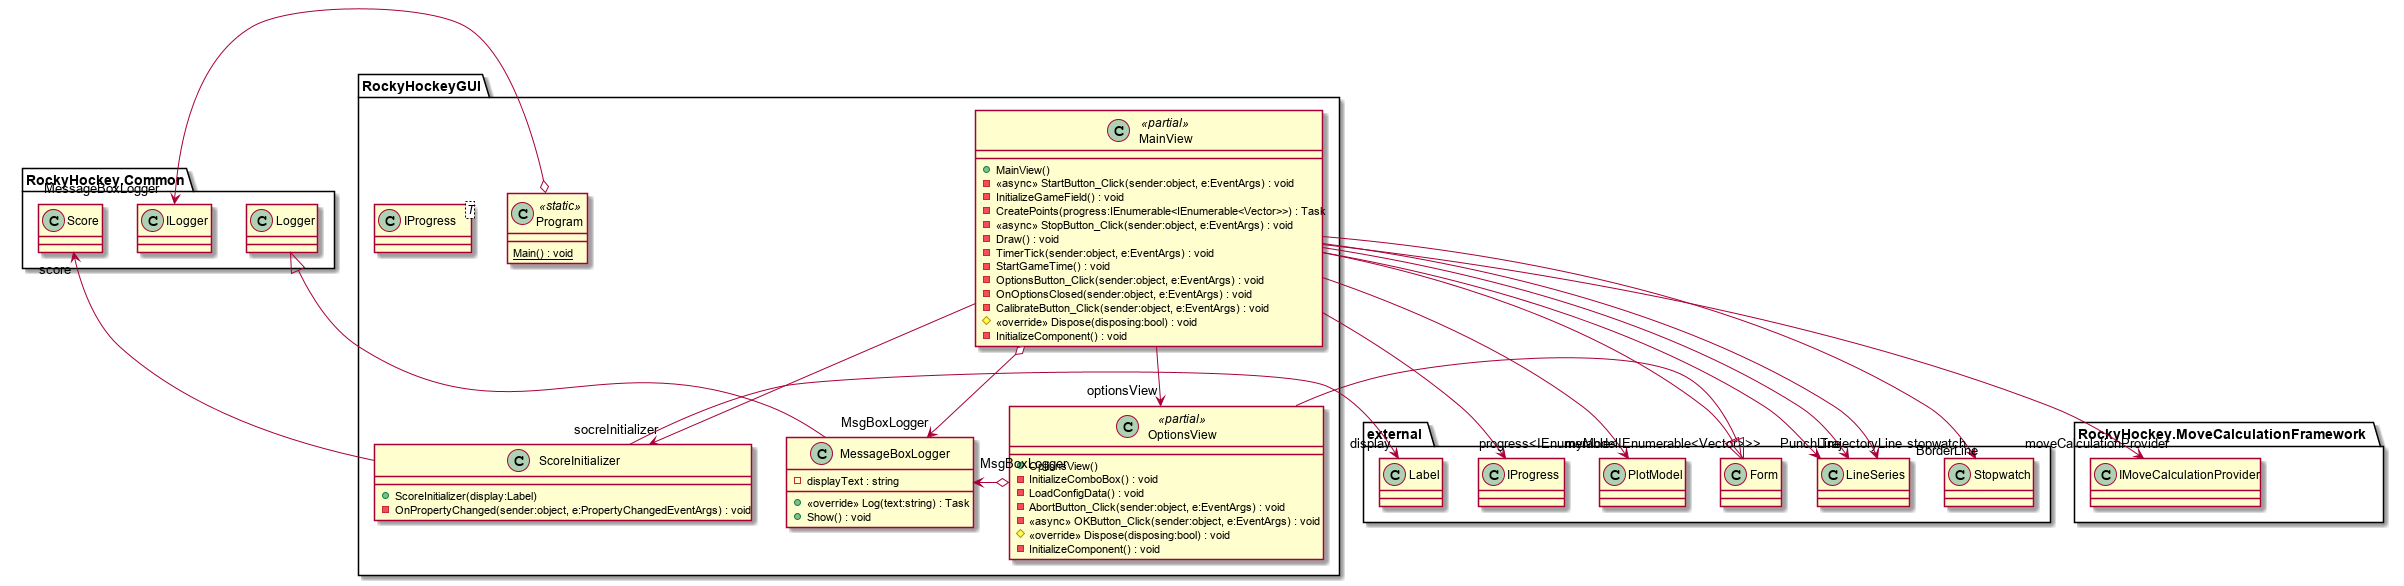 RockyHockeyGUI
«partial»
MainView
MainView()
«async» StartButton_Click(sender:object, e:EventArgs) : void
InitializeGameField() : void
CreatePoints(progress:IEnumerable<IEnumerable<Vector>>) : Task
«async» StopButton_Click(sender:object, e:EventArgs) : void
Draw() : void
TimerTick(sender:object, e:EventArgs) : void
StartGameTime() : void
OptionsButton_Click(sender:object, e:EventArgs) : void
OnOptionsClosed(sender:object, e:EventArgs) : void
CalibrateButton_Click(sender:object, e:EventArgs) : void
«override» Dispose(disposing:bool) : void
InitializeComponent() : void
RockyHockey.Common
MessageBoxLogger
Score
ILogger
Logger
score
IProgress
T
«static»
Program
Main() : void
optionsView
MsgBoxLogger
socreInitializer
ScoreInitializer
ScoreInitializer(display:Label)
OnPropertyChanged(sender:object, e:PropertyChangedEventArgs) : void
MessageBoxLogger
displayText : string
«override» Log(text:string) : Task
Show() : void
MsgBoxLogger
«partial»
OptionsView
OptionsView()
InitializeComboBox() : void
LoadConfigData() : void
AbortButton_Click(sender:object, e:EventArgs) : void
«async» OKButton_Click(sender:object, e:EventArgs) : void
«override» Dispose(disposing:bool) : void
InitializeComponent() : void
external
display
progress<IEnumerable<IEnumerable<Vector>>>
PunchLine
TrajectoryLine
stopwatch
BorderLine
Label
IProgress
PlotModel
Form
LineSeries
Stopwatch
RockyHockey.MoveCalculationFramework
moveCalculationProvider
IMoveCalculationProvider